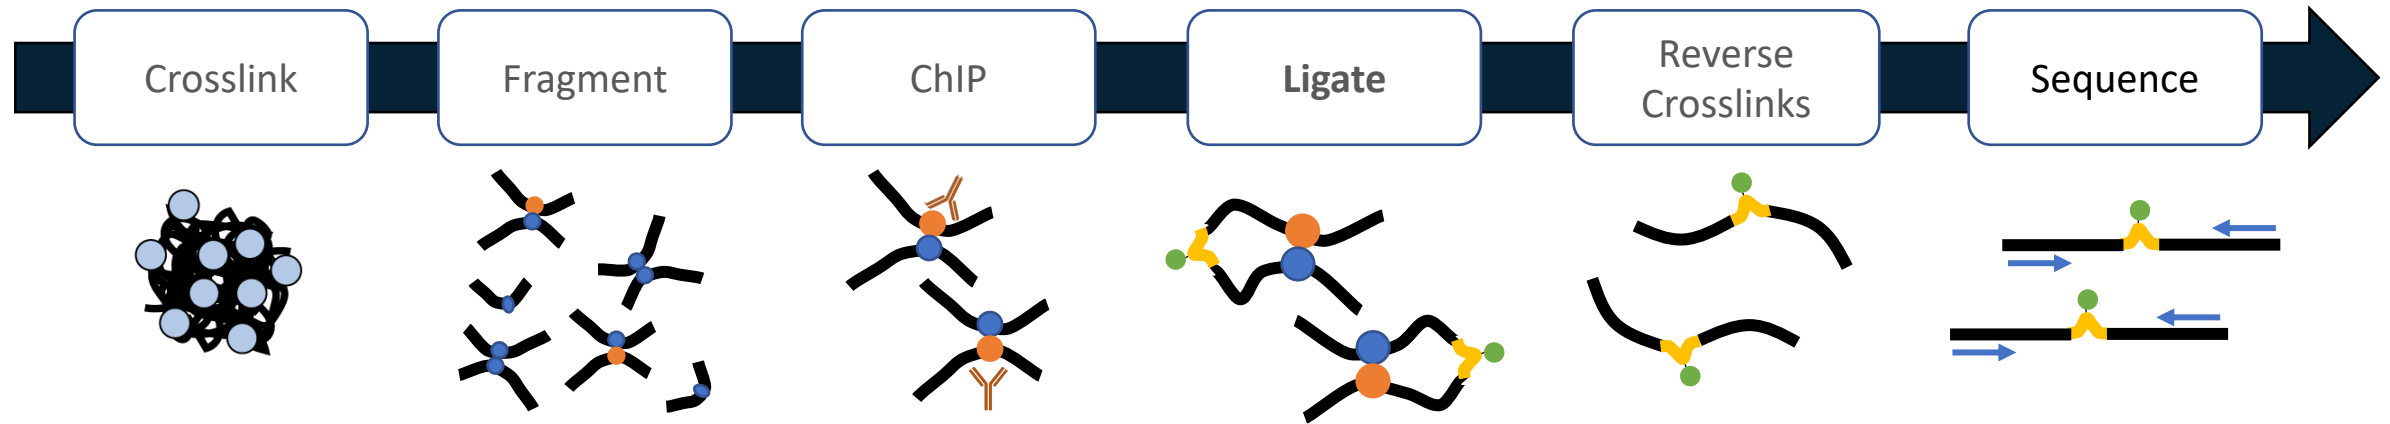 Crosslink
Fragment
ChIP
Ligate
Reverse
Crosslinks
Sequence